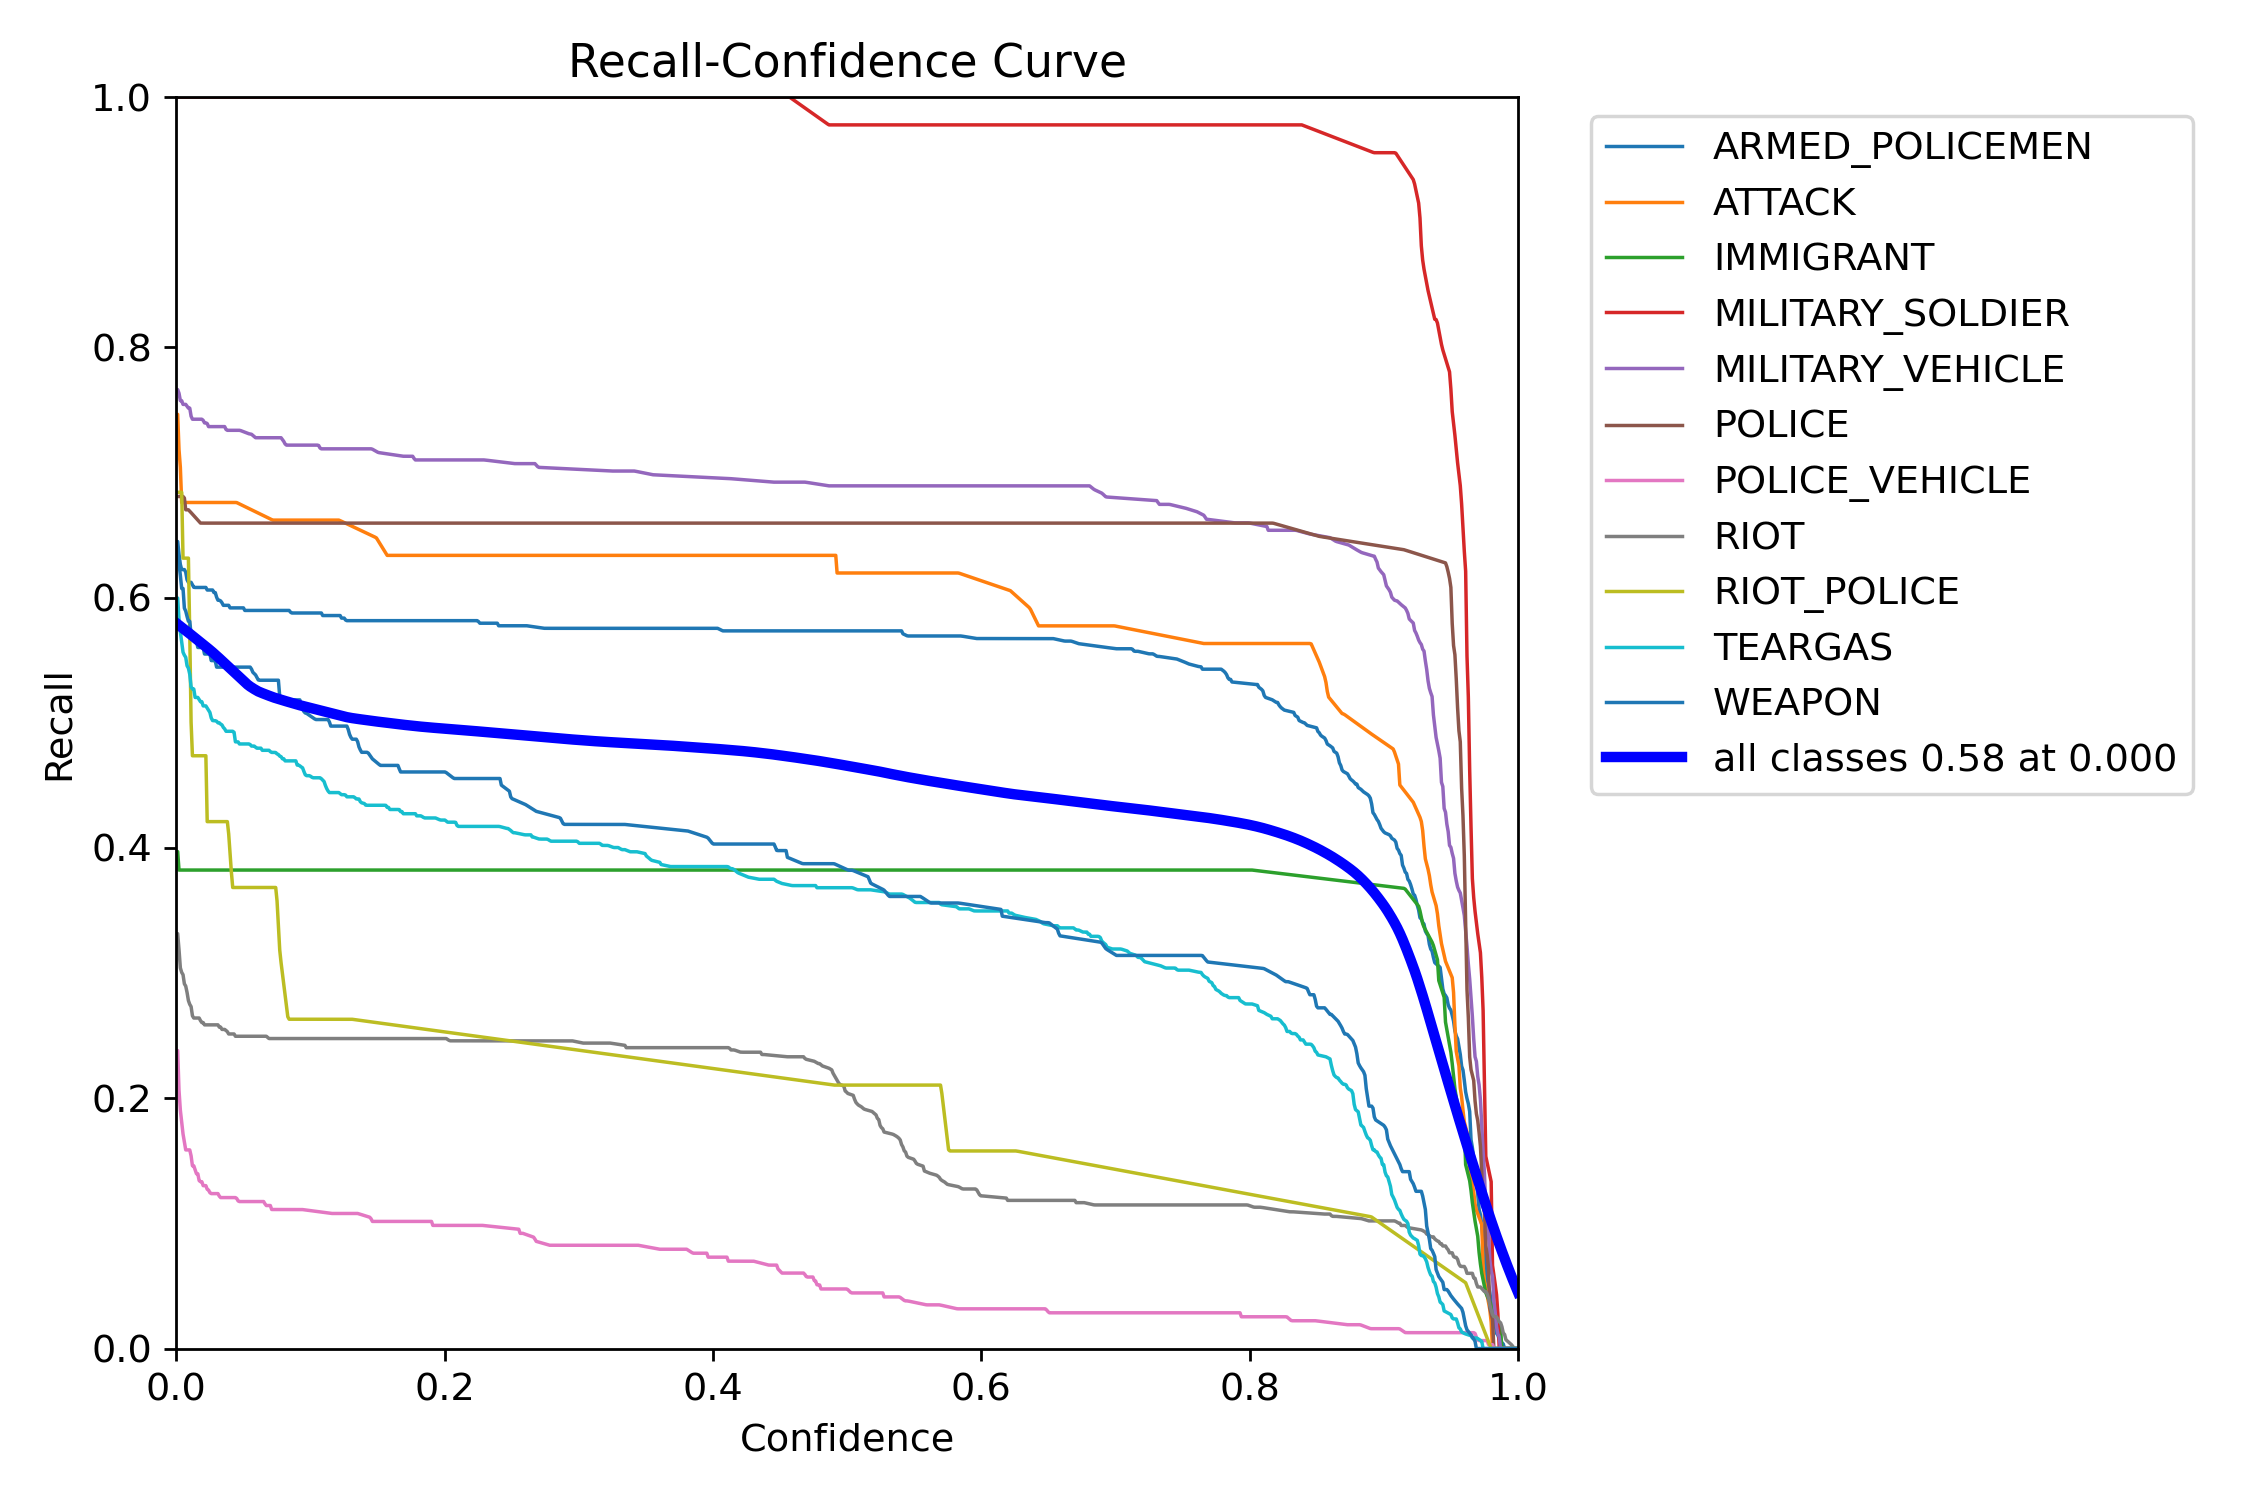 Recall-Confidence Curve
1.0
0.8
0.6
0.4
0.2
0.0
Recall
0.0 0.2 0.4 0.6 0.8 1.0
Confidence
ARMED_POLICEMEN
ATTACK
IMMIGRANT
MILITARY_SOLDIER
MILITARY_VEHICLE
POLICE
POLICE_VEHICLE
RIOT
RIOT_POLICE
TEARGAS
WEAPON
all classes 0.58 at 0.000